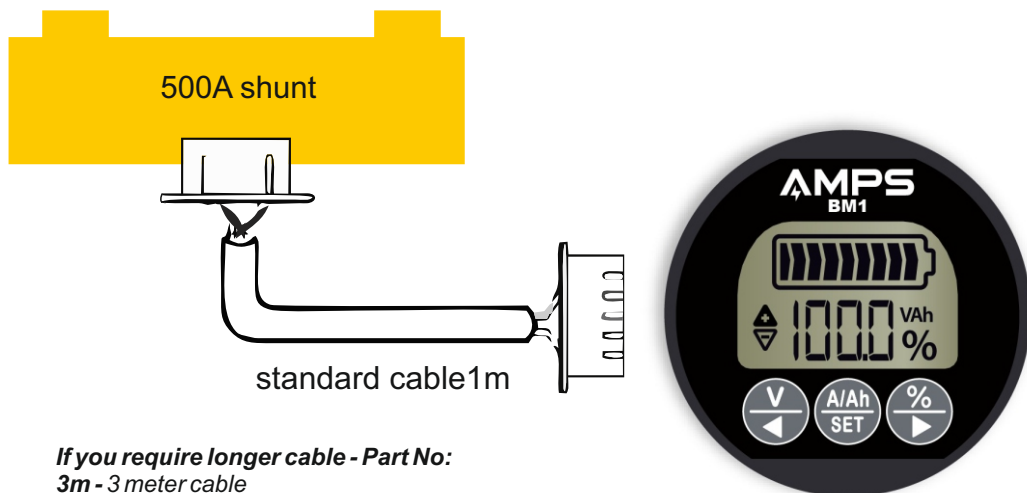 500A shunt
standard cable1m
If you require longer cable - Part No:
3m - 3 meter cable
AMPS
BM1
100.0 VAh
%
V
A/Ah
SET
%